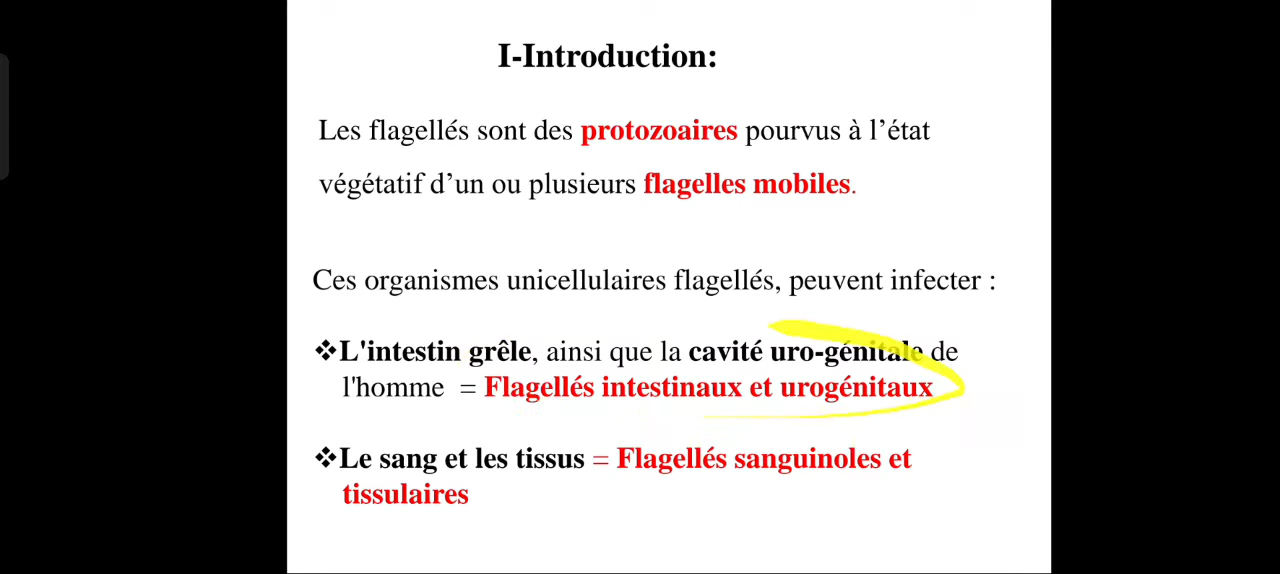 I-Introduction:
Les flagellés sont des protozoaires pourvus à l’état
végétatif d’un ou plusieurs flagelles mobiles.
Ces organismes unicellulaires flagellés, peuvent infecter :
❖L'intestin grêle, ainsi que la cavité uro-génitale de
l'homme = Flagellés intestinaux et urogénitaux
❖Le sang et les tissus = Flagellés sanguinoles et
tissulaires